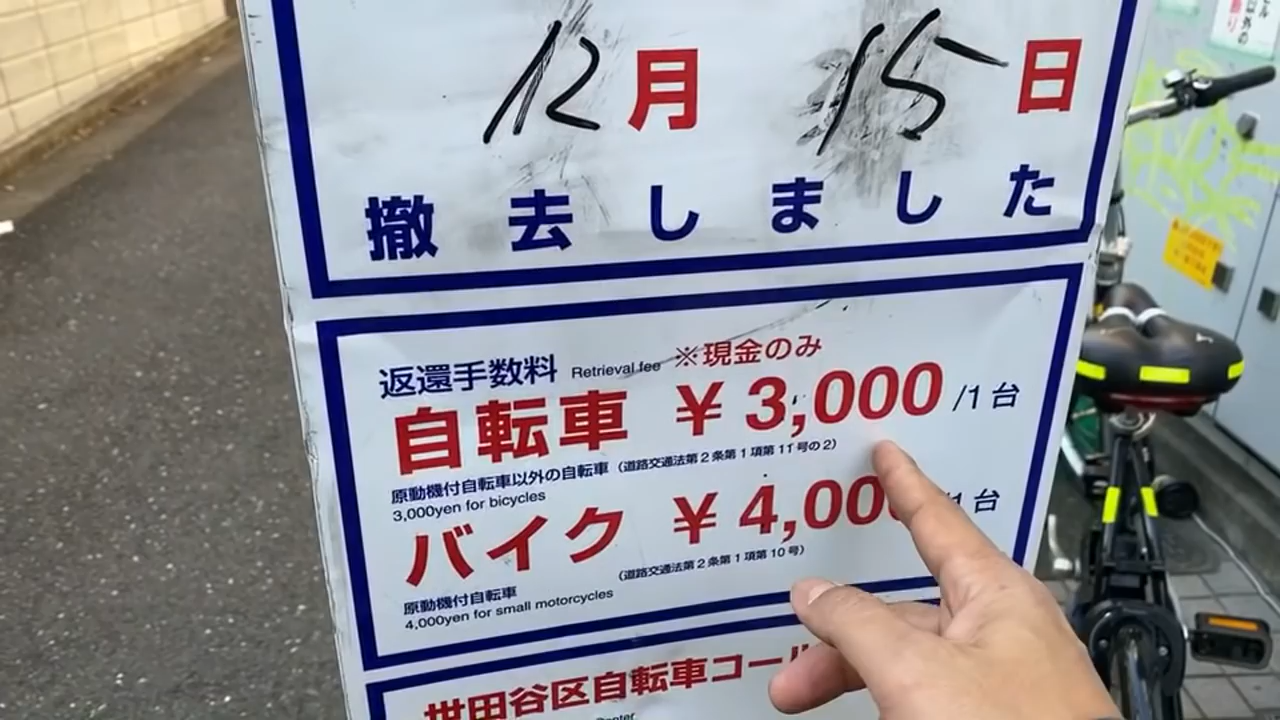 12月 15日
撤去しました
返還手数料 Retrieval fee ※現金のみ
自転車 ¥3,000/1台
原動機付自転車以外の自転車（道路交通法第2条第1項第11号の2）
3,000yen for bicycles
バイク ¥4,00 /1台
原動機付自転車（道路交通法第2条第1項第10号）
4,000yen for small motorcycles
世田谷区自転車コー